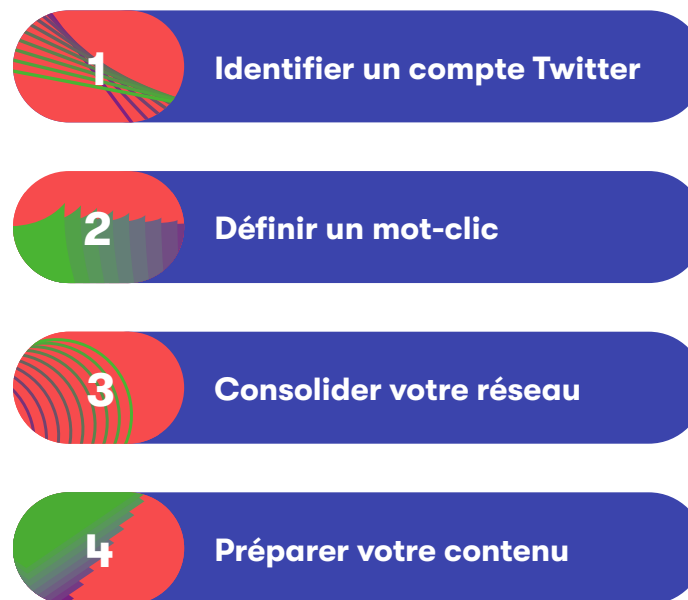 1 Identifier un compte Twitter
2 Définir un mot-clic
3 Consolider votre réseau
4 Préparer votre contenu